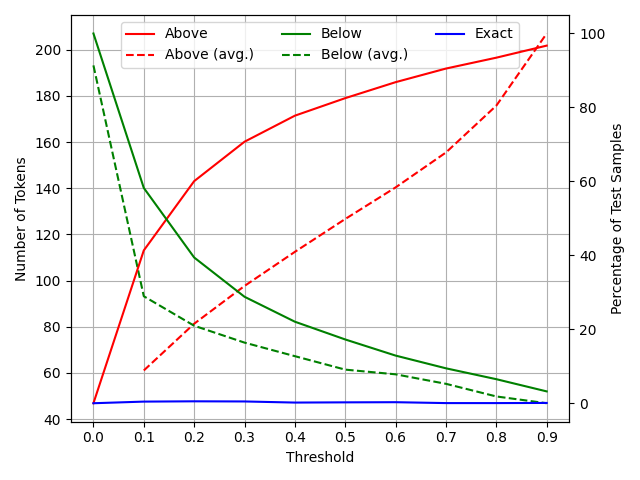 Above
Above (avg.)
Below
Below (avg.)
Exact
200
180
160
140
120
100
80
60
40
Number of Tokens
100
80
60
40
20
0
Percentage of Test Samples
0.0 0.1 0.2 0.3 0.4 0.5 0.6 0.7 0.8 0.9
Threshold